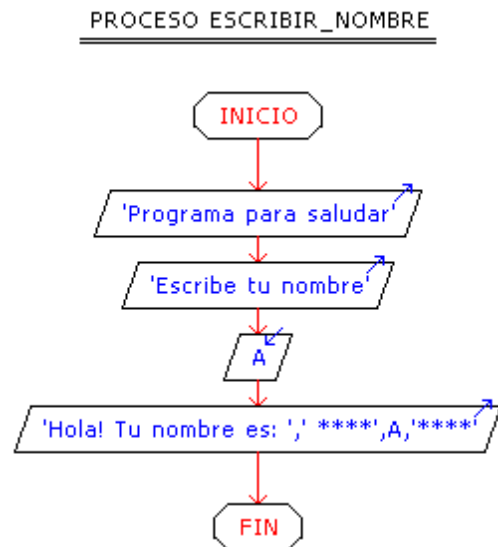 PROCESO ESCRIBIR_NOMBRE
INICIO
'Programa para saludar'
'Escribe tu nombre'
A
'Hola! Tu nombre es: ',' ****',A,'****'
FIN